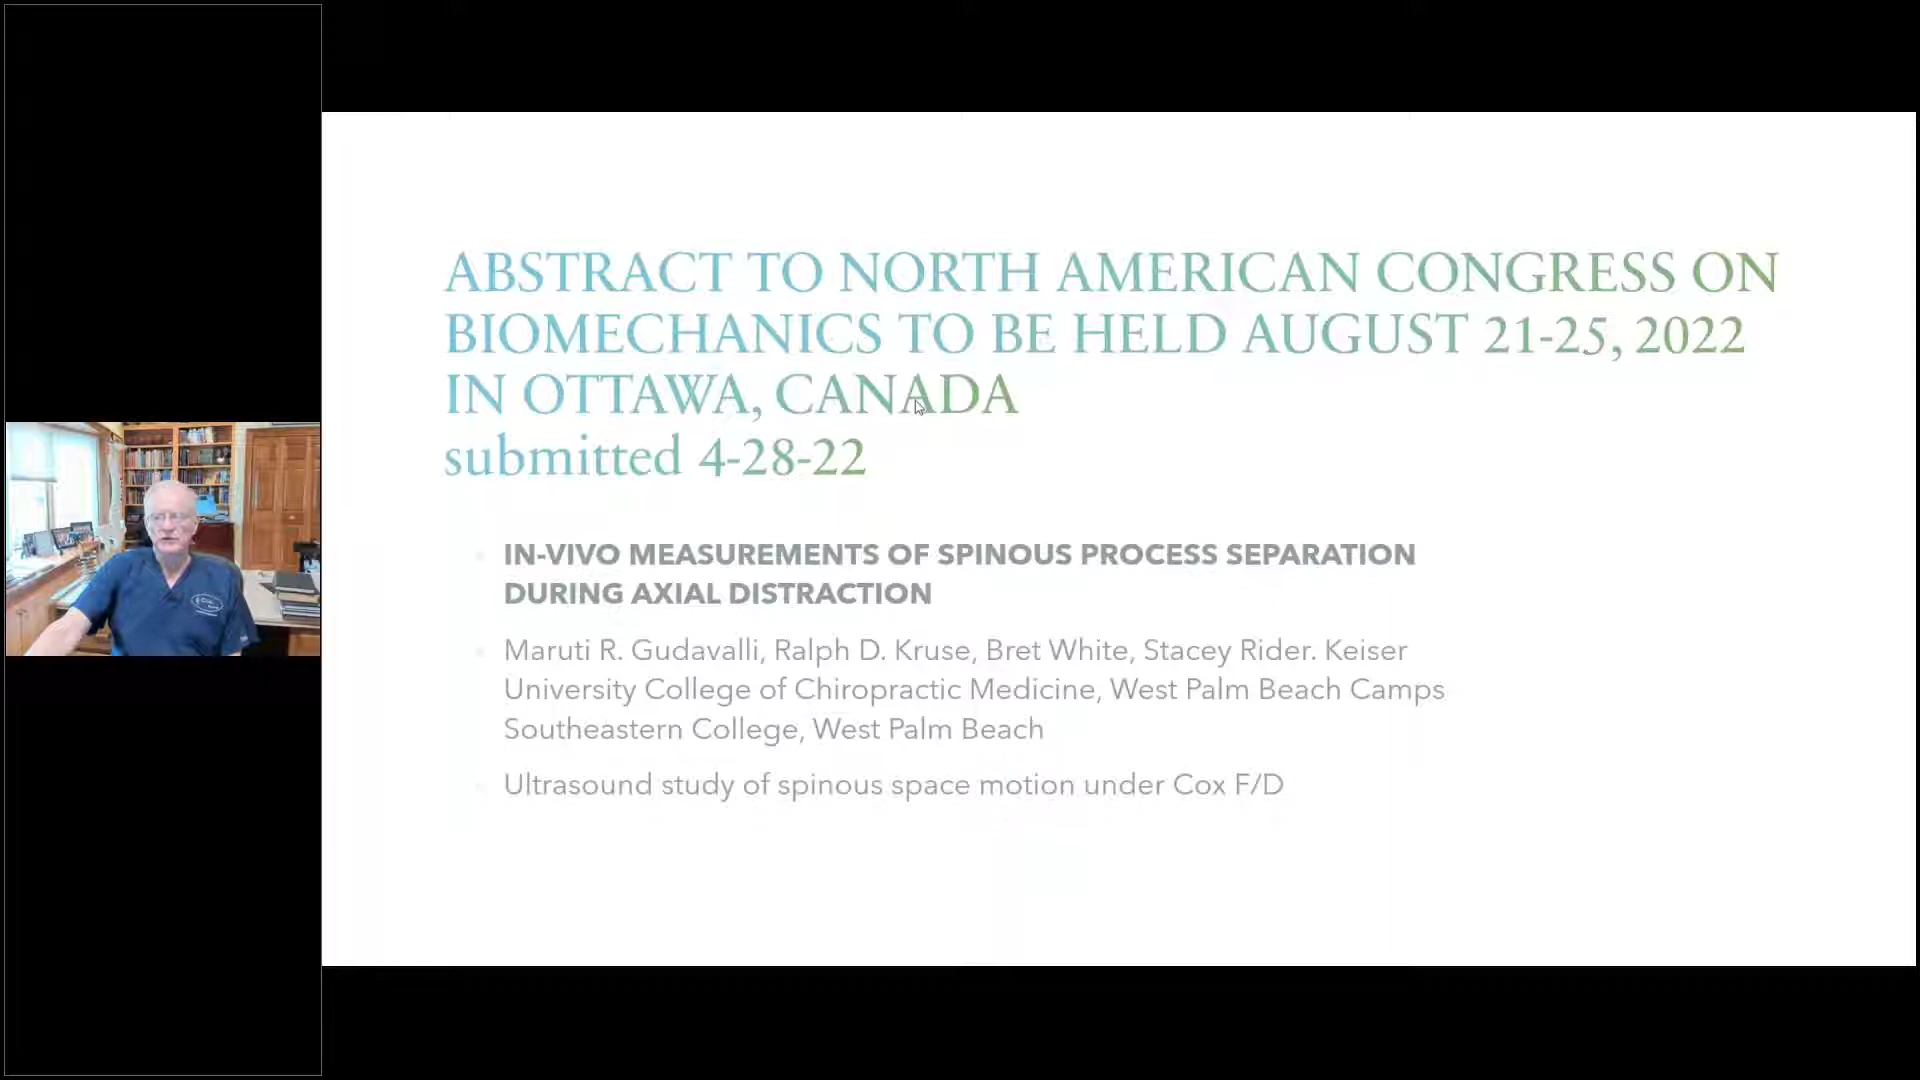 ABSTRACT TO NORTH AMERICAN CONGRESS ON
BIOMECHANICS TO BE HELD AUGUST 21-25, 2022
IN OTTAWA, CANADA
submitted 4-28-22
IN-VIVO MEASUREMENTS OF SPINOUS PROCESS SEPARATION
DURING AXIAL DISTRACTION
Maruti R. Gudavalli, Ralph D. Kruse, Bret White, Stacey Rider. Keiser
University College of Chiropractic Medicine, West Palm Beach Camps
Southeastern College, West Palm Beach
Ultrasound study of spinous space motion under Cox F/D